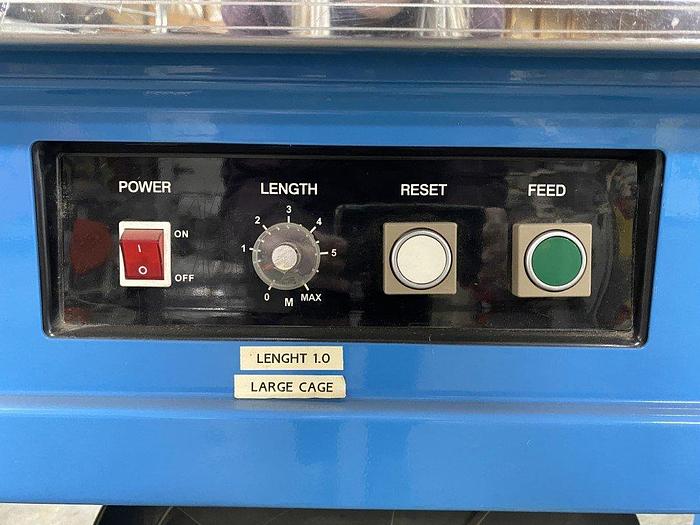 POWER LENGTH RESET FEED
ON
OFF
0 1 2 3 4 5 MAX
M
I
O
LENGHT 1.0
LARGE CAGE